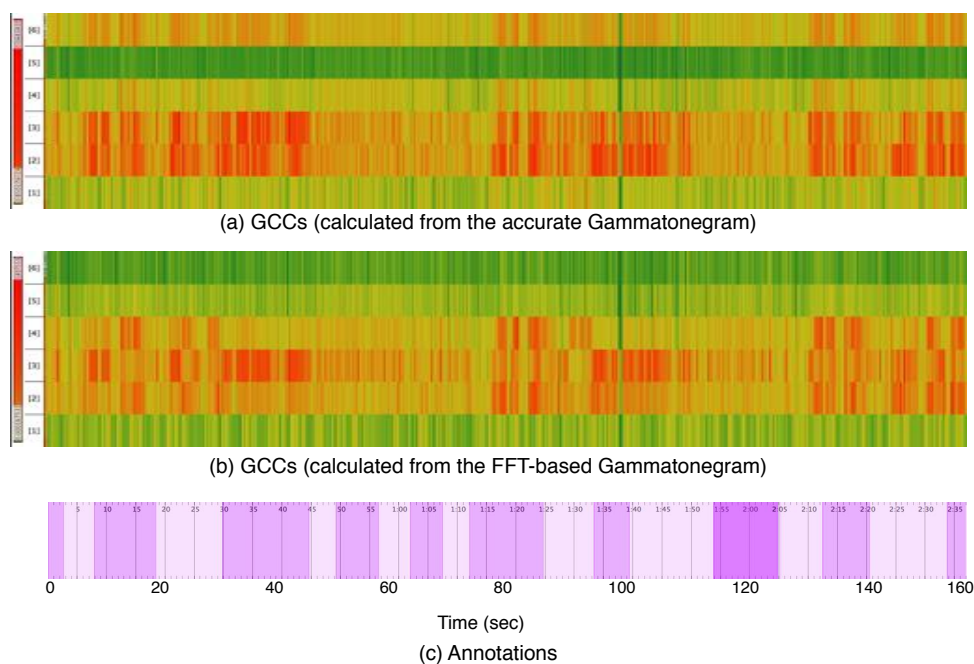 [6]
[5]
[4]
[3]
[2]
[1]
(a) GCCs (calculated from the accurate Gammatonegram)
[6]
[5]
[4]
[3]
[2]
[1]
(b) GCCs (calculated from the FFT-based Gammatonegram)
5 10 15 20 25 30 35 40 45 50 55 1:00 1:05 1:10 1:15 1:20 1:25 1:30 1:35 1:40 1:45 1:50 1:55 2:00 2:05 2:10 2:15 2:20 2:25 2:30 2:35
0 20 40 60 80 100 120 140 160
Time (sec)
(c) Annotations